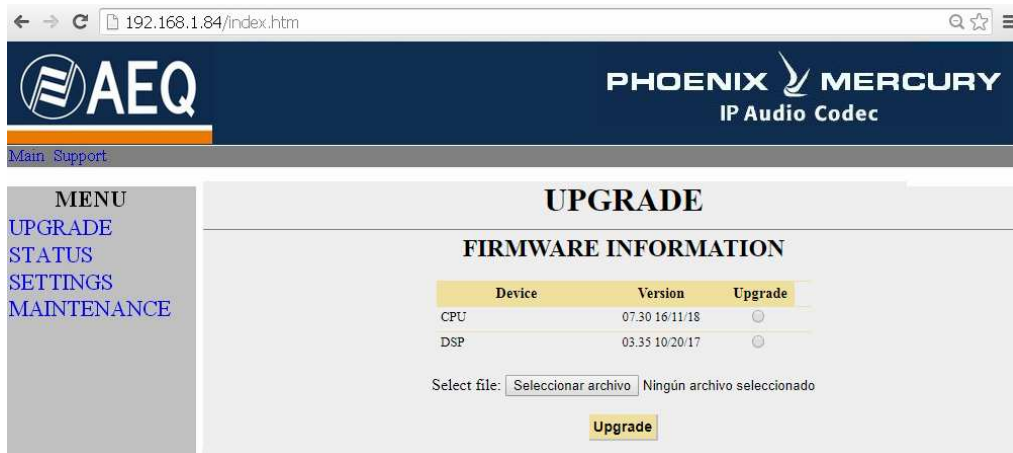 192.168.1.84/index.htm
AEQ
PHOENIX MERCURY
IP Audio Codec
Main Support
MENU
UPGRADE
STATUS
SETTINGS
MAINTENANCE
UPGRADE
FIRMWARE INFORMATION
Device Version Upgrade
CPU 07.30 16/11/18
DSP 03.35 10/20/17
Select file: Seleccionar archivo Ningún archivo seleccionado
Upgrade